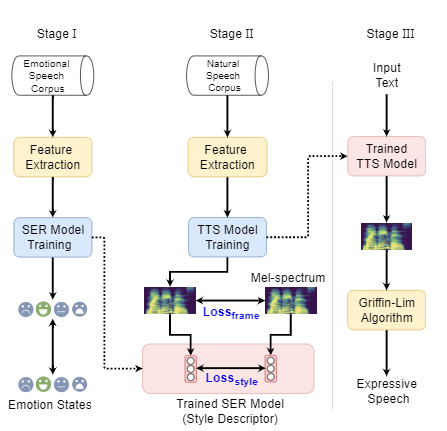 Stage I
Stage II
Stage III
Emotional
Speech
Corpus
Natural
Speech
Corpus
Input
Text
Feature
Extraction
Feature
Extraction
Trained
TTS Model
SER Model
Training
TTS Model
Training
Mel-spectrum
Loss_frame
Griffin-Lim
Algorithm
Loss_style
Emotion States
Trained SER Model
(Style Descriptor)
Expressive
Speech